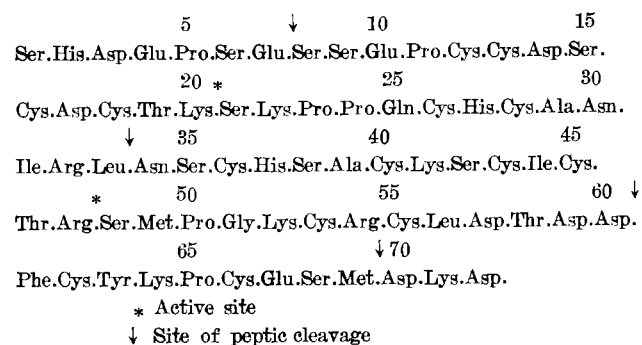 5 ↓ 10 15
Ser.His.Asp.Glu.Pro.Ser.Glu.Ser.Ser.Glu.Pro.Cys.Cys.Asp.Ser.
20 * 25 30
Cys.Asp.Cys.Thr.Lys.Ser.Lys.Pro.Pro.Gln.Cys.His.Cys.Ala.Asn.
↓ 35 40 45
Ile.Arg.Leu.Asn.Ser.Cys.His.Ser.Ala.Cys.Lys.Ser.Cys.Ile.Cys.
* 50 55 60 ↓
Thr.Arg.Ser.Met.Pro.Gly.Lys.Cys.Arg.Cys.Leu.Asp.Thr.Asp.Asp.
65 ↓ 70
Phe.Cys.Tyr.Lys.Pro.Cys.Glu.Ser.Met.Asp.Lys.Asp.
* Active site
↓ Site of peptic cleavage